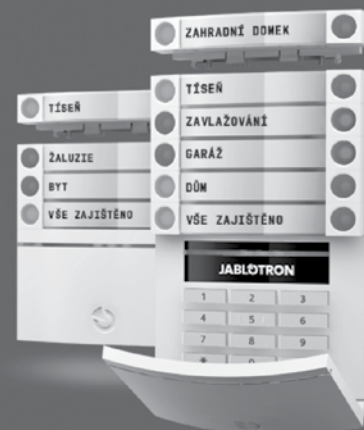 TÍSEŇ
ŽALUZIE
BYT
VŠE ZAJIŠTĚNO
ZAHRADNÍ DOMEK
TÍSEŇ
ZAVLAŽOVÁNÍ
GARÁŽ
DŮM
VŠE ZAJIŠTĚNO
JABLOTRON
1 2 3
4 5 6
7 8 9
* 0